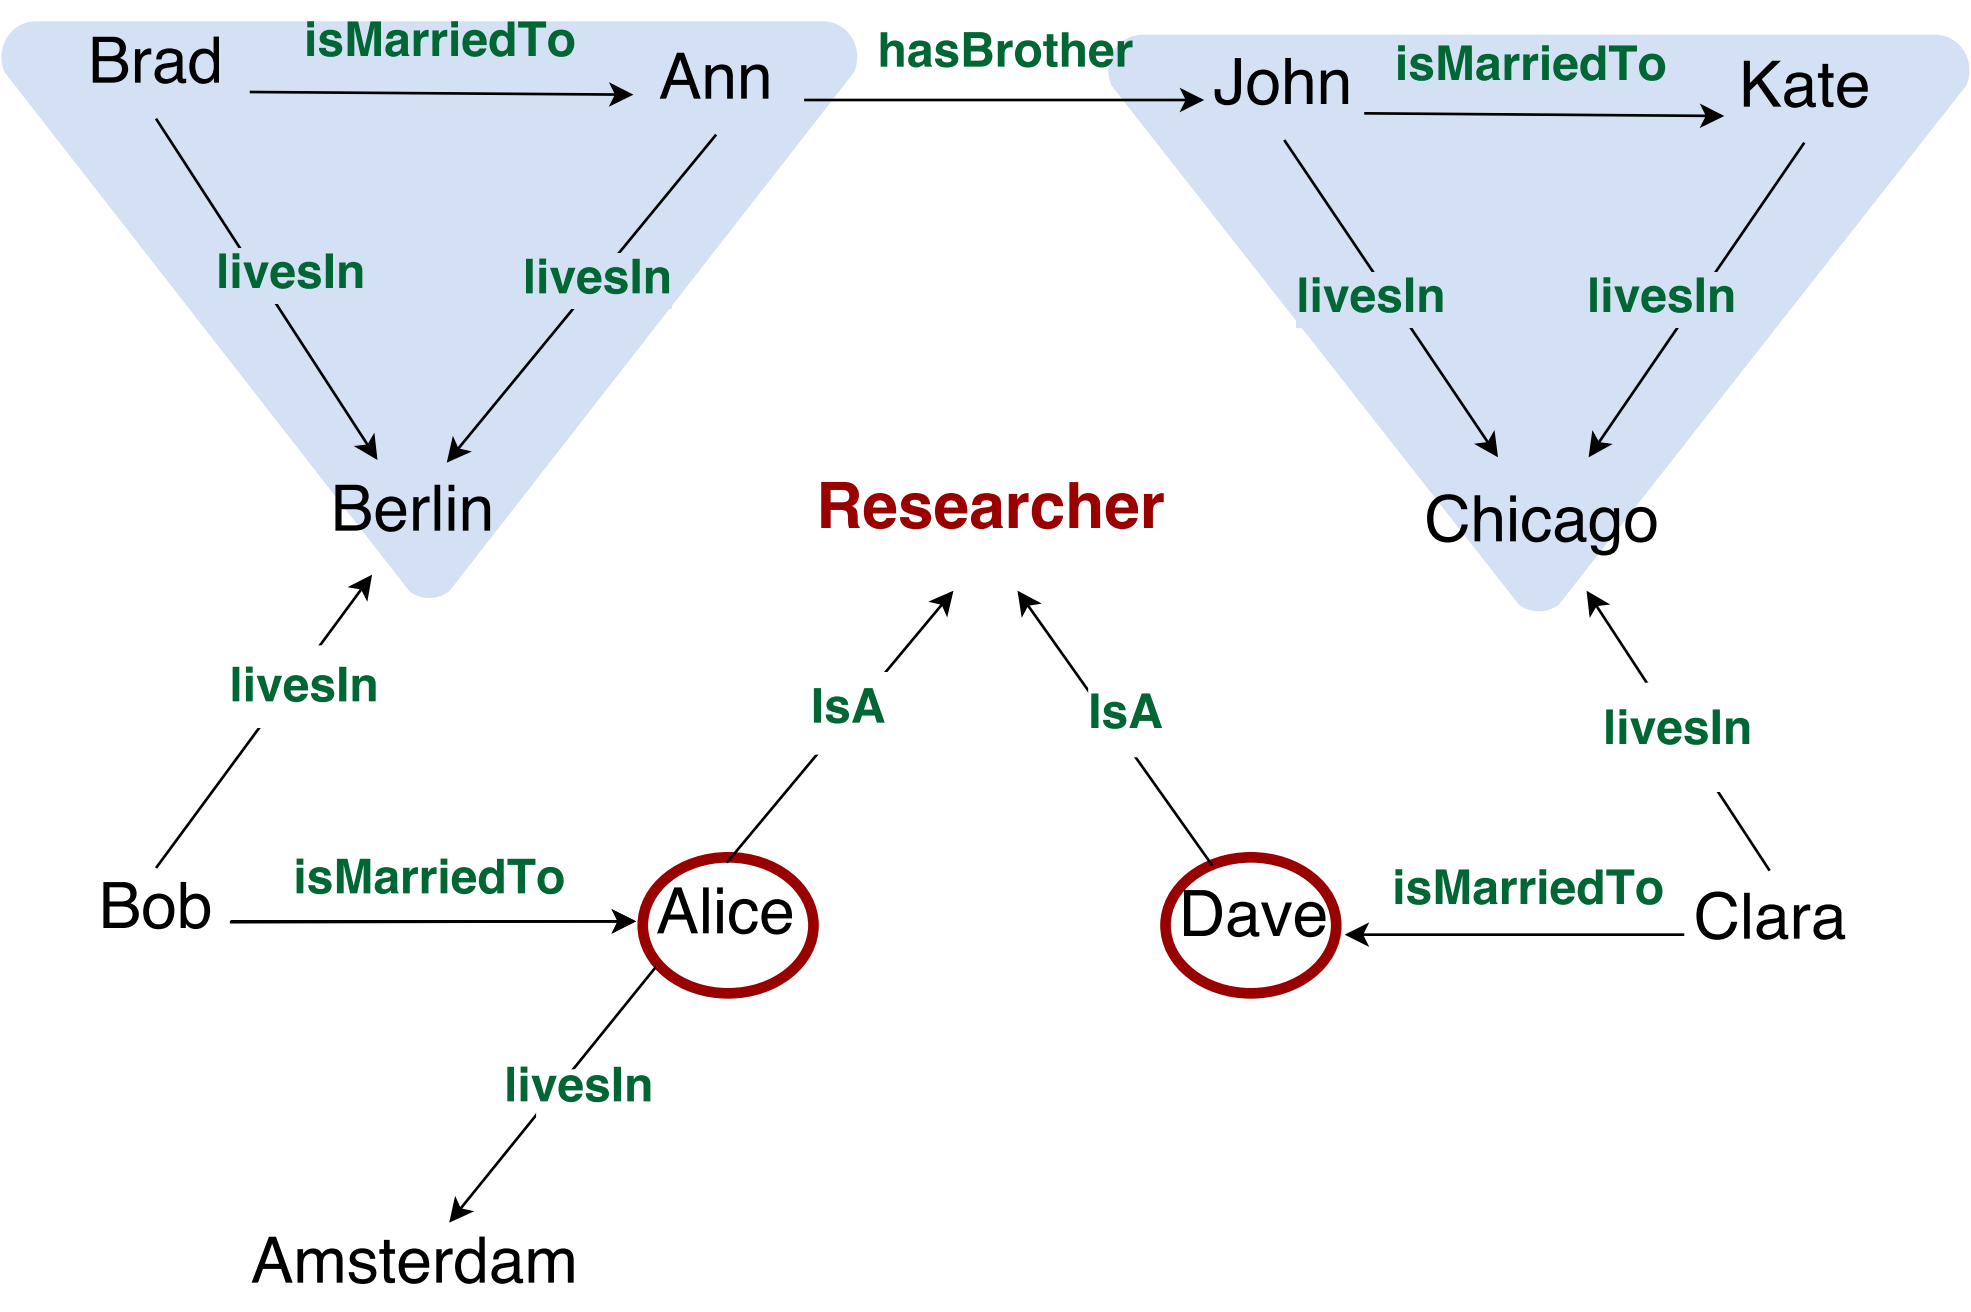 Brad
isMarriedTo
Ann
hasBrother
John
isMarriedTo
Kate
livesIn
livesIn
livesIn
livesIn
Berlin
Researcher
Chicago
livesIn
IsA
IsA
livesIn
Bob
isMarriedTo
Alice
Dave
isMarriedTo
Clara
livesIn
Amsterdam